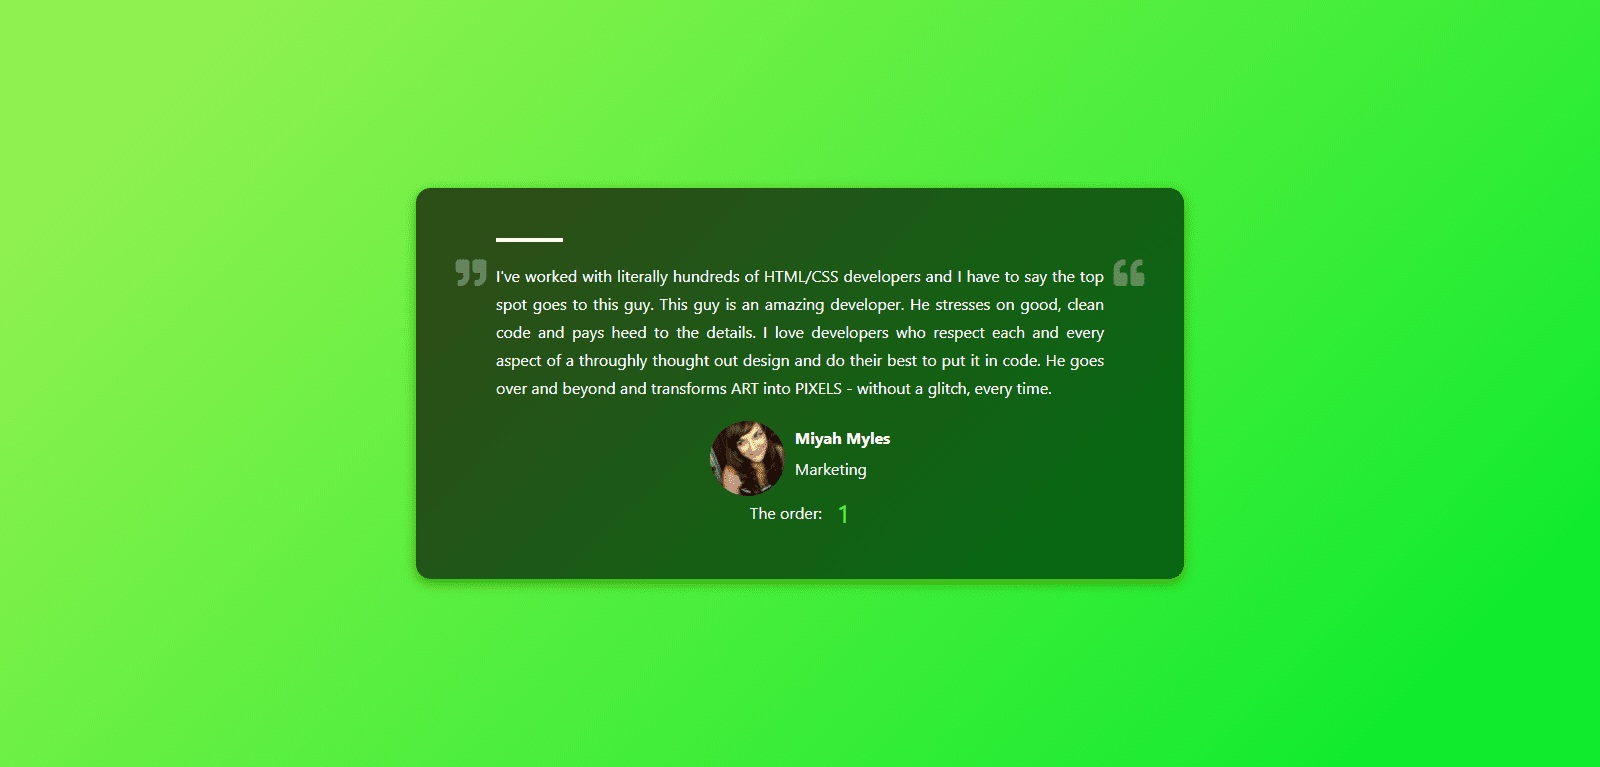 I've worked with literally hundreds of HTML/CSS developers and I have to say the top
spot goes to this guy. This guy is an amazing developer. He stresses on good, clean
code and pays heed to the details. I love developers who respect each and every
aspect of a throughly thought out design and do their best to put it in code. He goes
over and beyond and transforms ART into PIXELS - without a glitch, every time.
Miyah Myles
Marketing
The order: 1